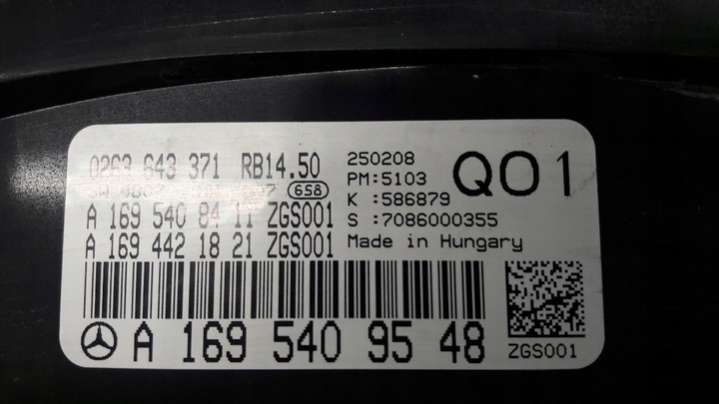 0263 643 371 RB14.50
658
A 169 540 84 11 ZGS001
A 169 442 18 21 ZGS001
250208
PM:5103
K :586879
S :7086000355
Made in Hungary
Q01
A 169 540 95 48
ZGS001